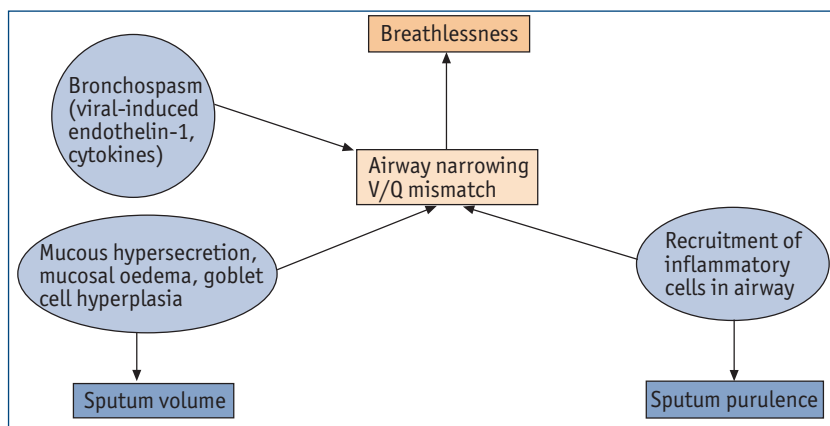 Breathlessness
Bronchospasm
(viral-induced
endothelin-1,
cytokines)
Airway narrowing
V/Q mismatch
Mucous hypersecretion,
mucosal oedema, goblet
cell hyperplasia
Recruitment of
inflammatory
cells in airway
Sputum volume
Sputum purulence